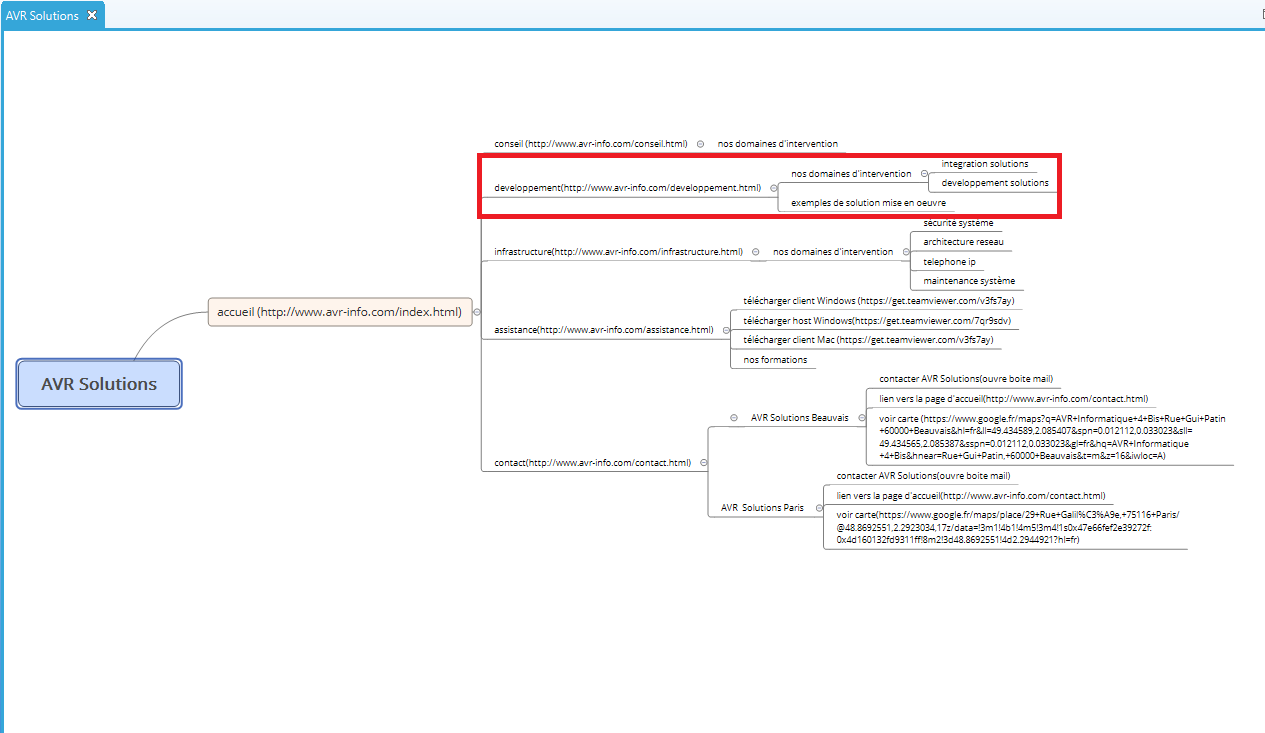 AVR Solutions
conseil (http://www.avr-info.com/conseil.html)
nos domaines d'intervention
developpement(http://www.avr-info.com/developpement.html)
nos domaines d'intervention
integration solutions
developpement solutions
exemples de solution mise en oeuvre
infrastructure(http://www.avr-info.com/infrastructure.html)
nos domaines d'intervention
sécurité système
architecture reseau
telephone ip
maintenance système
accueil (http://www.avr-info.com/index.html)
assistance(http://www.avr-info.com/assistance.html)
télécharger client Windows (https://get.teamviewer.com/v3fs7ay)
télécharger host Windows(https://get.teamviewer.com/7qr9sdv)
télécharger client Mac (https://get.teamviewer.com/v3fs7ay)
nos formations
AVR Solutions
contact(http://www.avr-info.com/contact.html)
AVR Solutions Beauvais
contacter AVR Solutions(ouvre boite mail)
lien vers la page d'accueil(http://www.avr-info.com/contact.html)
voir carte (https://www.google.fr/maps?q=AVR+Informatique+4+Bis+Rue+Gui+Patin
+60000+Beauvais&hl=fr&ll=49.434589,2.085407&spn=0.012112,0.033023&sll=
49.434565,2.085387&sspn=0.012112,0.033023&gl=fr&hq=AVR+Informatique
+4+Bis&hnear=Rue+Gui+Patin,+60000+Beauvais&t=m&z=16&iwloc=A)
AVR Solutions Paris
contacter AVR Solutions(ouvre boite mail)
lien vers la page d'accueil(http://www.avr-info.com/contact.html)
voir carte(https://www.google.fr/maps/place/29+Rue+Galil%C3%A9e,+75116+Paris/
@48.8692551,2.2923034,17z/data=!3m1!4b1!4m5!3m4!1s0x47e66fef2e39272f:
0x4d160132fd9311ff!8m2!3d48.8692551!4d2.2944921?hl=fr)